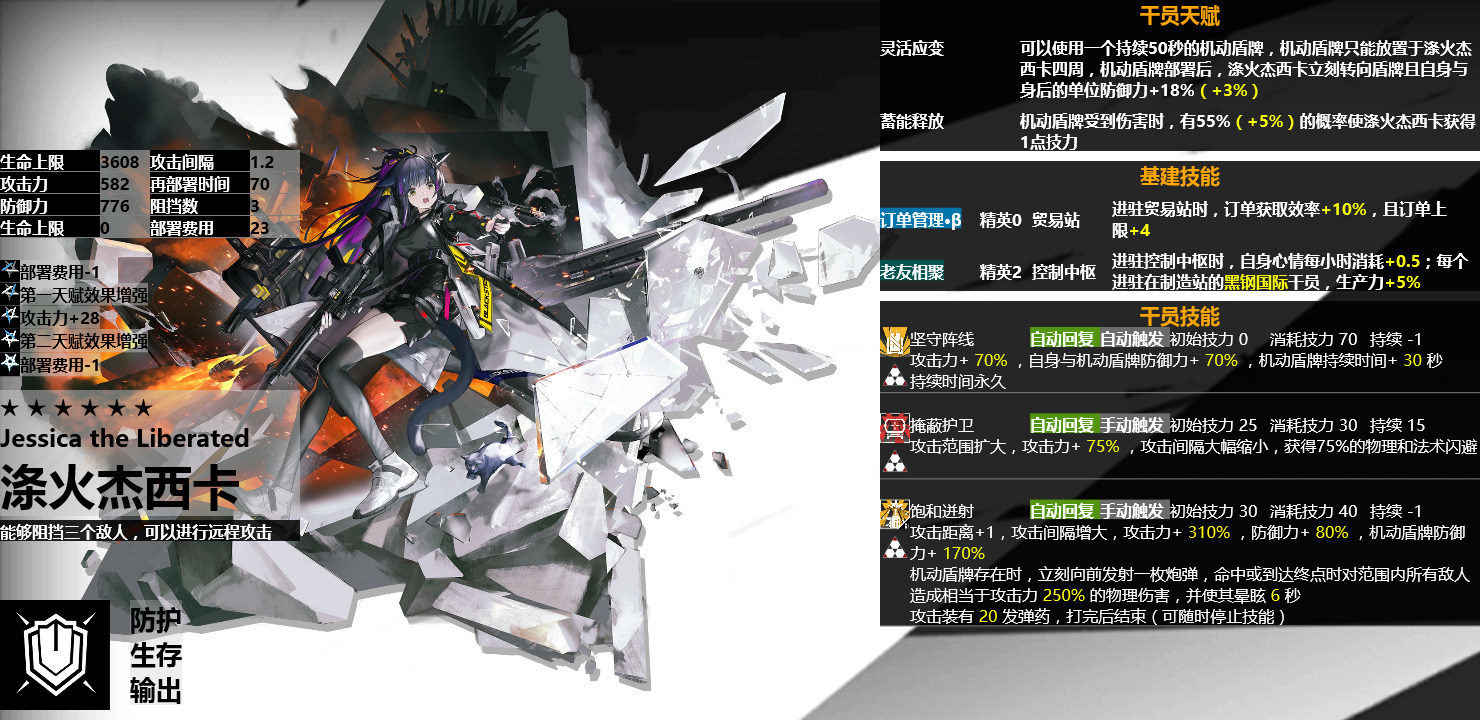 生命上限 3608 攻击间隔 1.2
攻击力 582 再部署时间 70
防御力 776 阻挡数 3
生命上限 0 部署费用 23
部署费用-1
第一天赋效果增强
攻击力+28
第二天赋效果增强
部署费用-1
★ ★ ★ ★ ★ ★
Jessica the Liberated
涤火杰西卡
能够阻挡三个敌人，可以进行远程攻击
防护
生存
输出
干员天赋
灵活应变 可以使用一个持续50秒的机动盾牌，机动盾牌只能放置于涤火杰
西卡四周，机动盾牌部署后，涤火杰西卡立刻转向盾牌且自身与
身后的单位防御力+18%（+3%）
蓄能释放 机动盾牌受到伤害时，有55%（+5%）的概率使涤火杰西卡获得
1点技力
基建技能
订单管理·β 精英0 贸易站 进驻贸易站时，订单获取效率+10%，且订单上
限+4
老友相聚 精英2 控制中枢 进驻控制中枢时，自身心情每小时消耗+0.5；每个
进驻在制造站的黑钢国际干员，生产力+5%
干员技能
坚守阵线 自动回复 自动触发 初始技力 0 消耗技力 70 持续 -1
攻击力+ 70% ，自身与机动盾牌防御力+ 70% ，机动盾牌持续时间+ 30 秒
持续时间永久
掩蔽护卫 自动回复 手动触发 初始技力 25 消耗技力 30 持续 15
攻击范围扩大，攻击力+ 75% ，攻击间隔大幅缩小，获得75%的物理和法术闪避
饱和迸射 自动回复 手动触发 初始技力 30 消耗技力 40 持续 -1
攻击距离+1，攻击间隔增大，攻击力+ 310% ，防御力+ 80% ，机动盾牌防御
力+ 170%
机动盾牌存在时，立刻向前发射一枚炮弹，命中或到达终点时对范围内所有敌人
造成相当于攻击力 250% 的物理伤害，并使其晕眩 6 秒
攻击装有 20 发弹药，打完后结束（可随时停止技能）